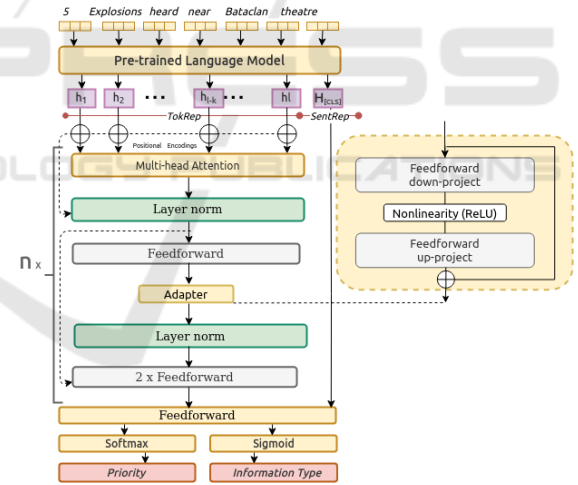 5 Explosions heard near Bataclan theatre
Pre-trained Language Model
h1 h2 ... hl-k ... hl H[CLS]
TokRep SentRep
Positional Encodings
Multi-head Attention
Layer norm
Feedforward
Adapter
Layer norm
2 x Feedforward
n x
Feedforward
Softmax Sigmoid
Priority Information Type
Feedforward
down-project
Nonlinearity (ReLU)
Feedforward
up-project